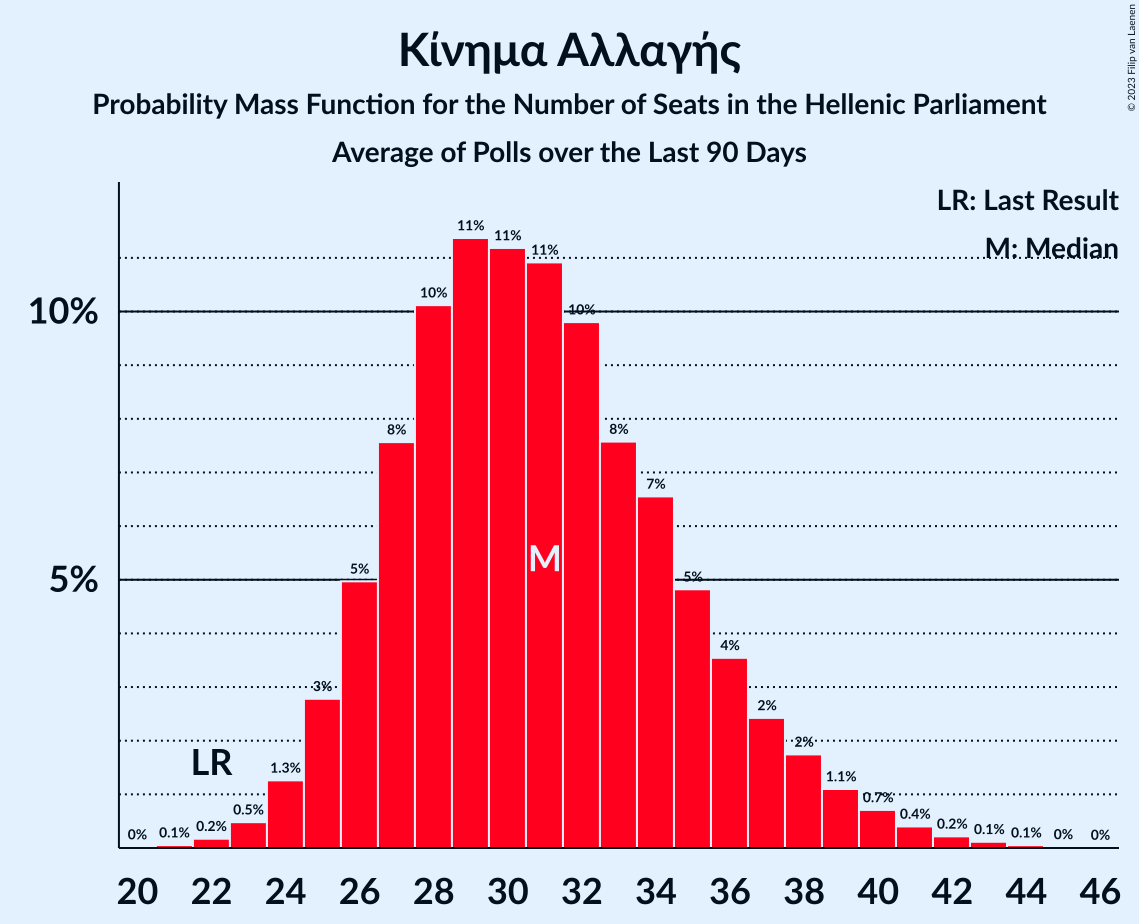 Κίνημα Αλλαγής
Probability Mass Function for the Number of Seats in the Hellenic Parliament
Average of Polls over the Last 90 Days
© 2023 Filip van Laenen
LR: Last Result
M: Median
10%
5%
0% 0.1% 0.2% 0.5% 1.3% 3% 5% 8% 10% 11% 11% 11% 10% 8% 7% 5% 4% 2% 2% 1.1% 0.7% 0.4% 0.2% 0.1% 0.1% 0% 0%
LR
M
20 22 24 26 28 30 32 34 36 38 40 42 44 46